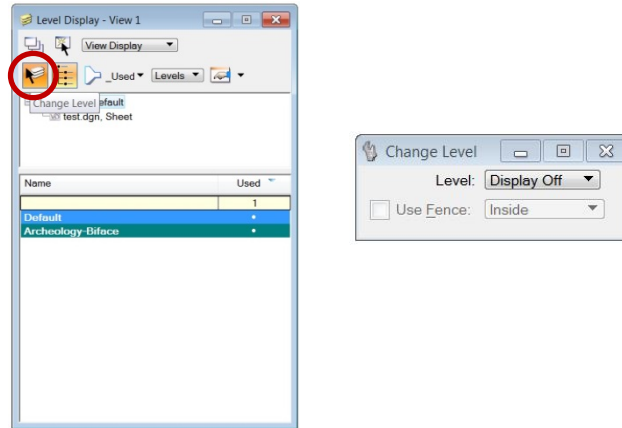 Level Display - View 1
View Display
_Used
Levels
Change Level
efault
test.dgn, Sheet
Name Used
1
Default
Archeology-Biface
Change Level
Level: Display Off
Use Fence: Inside